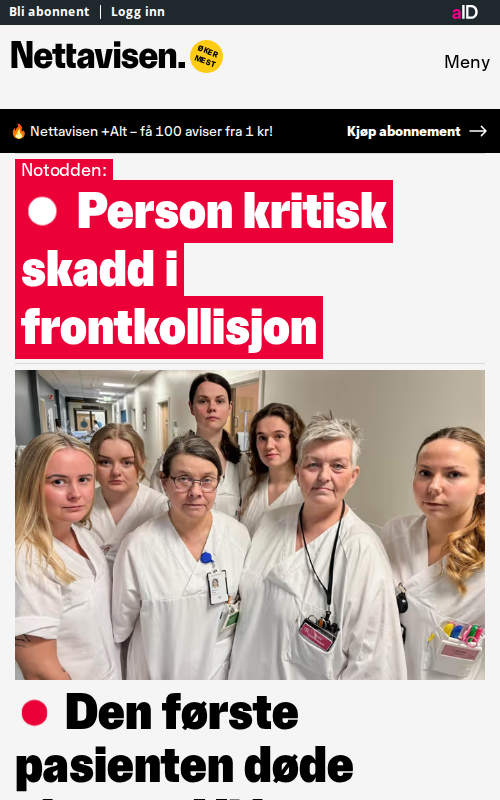 Bli abonnent
Logg inn
aID
Nettavisen.
ØKER
MEST
Meny
🔥 Nettavisen +Alt – få 100 aviser fra 1 kr!
Kjøp abonnement →
Notodden:
Person kritisk
skadd i
frontkollisjon
Den første
pasienten døde